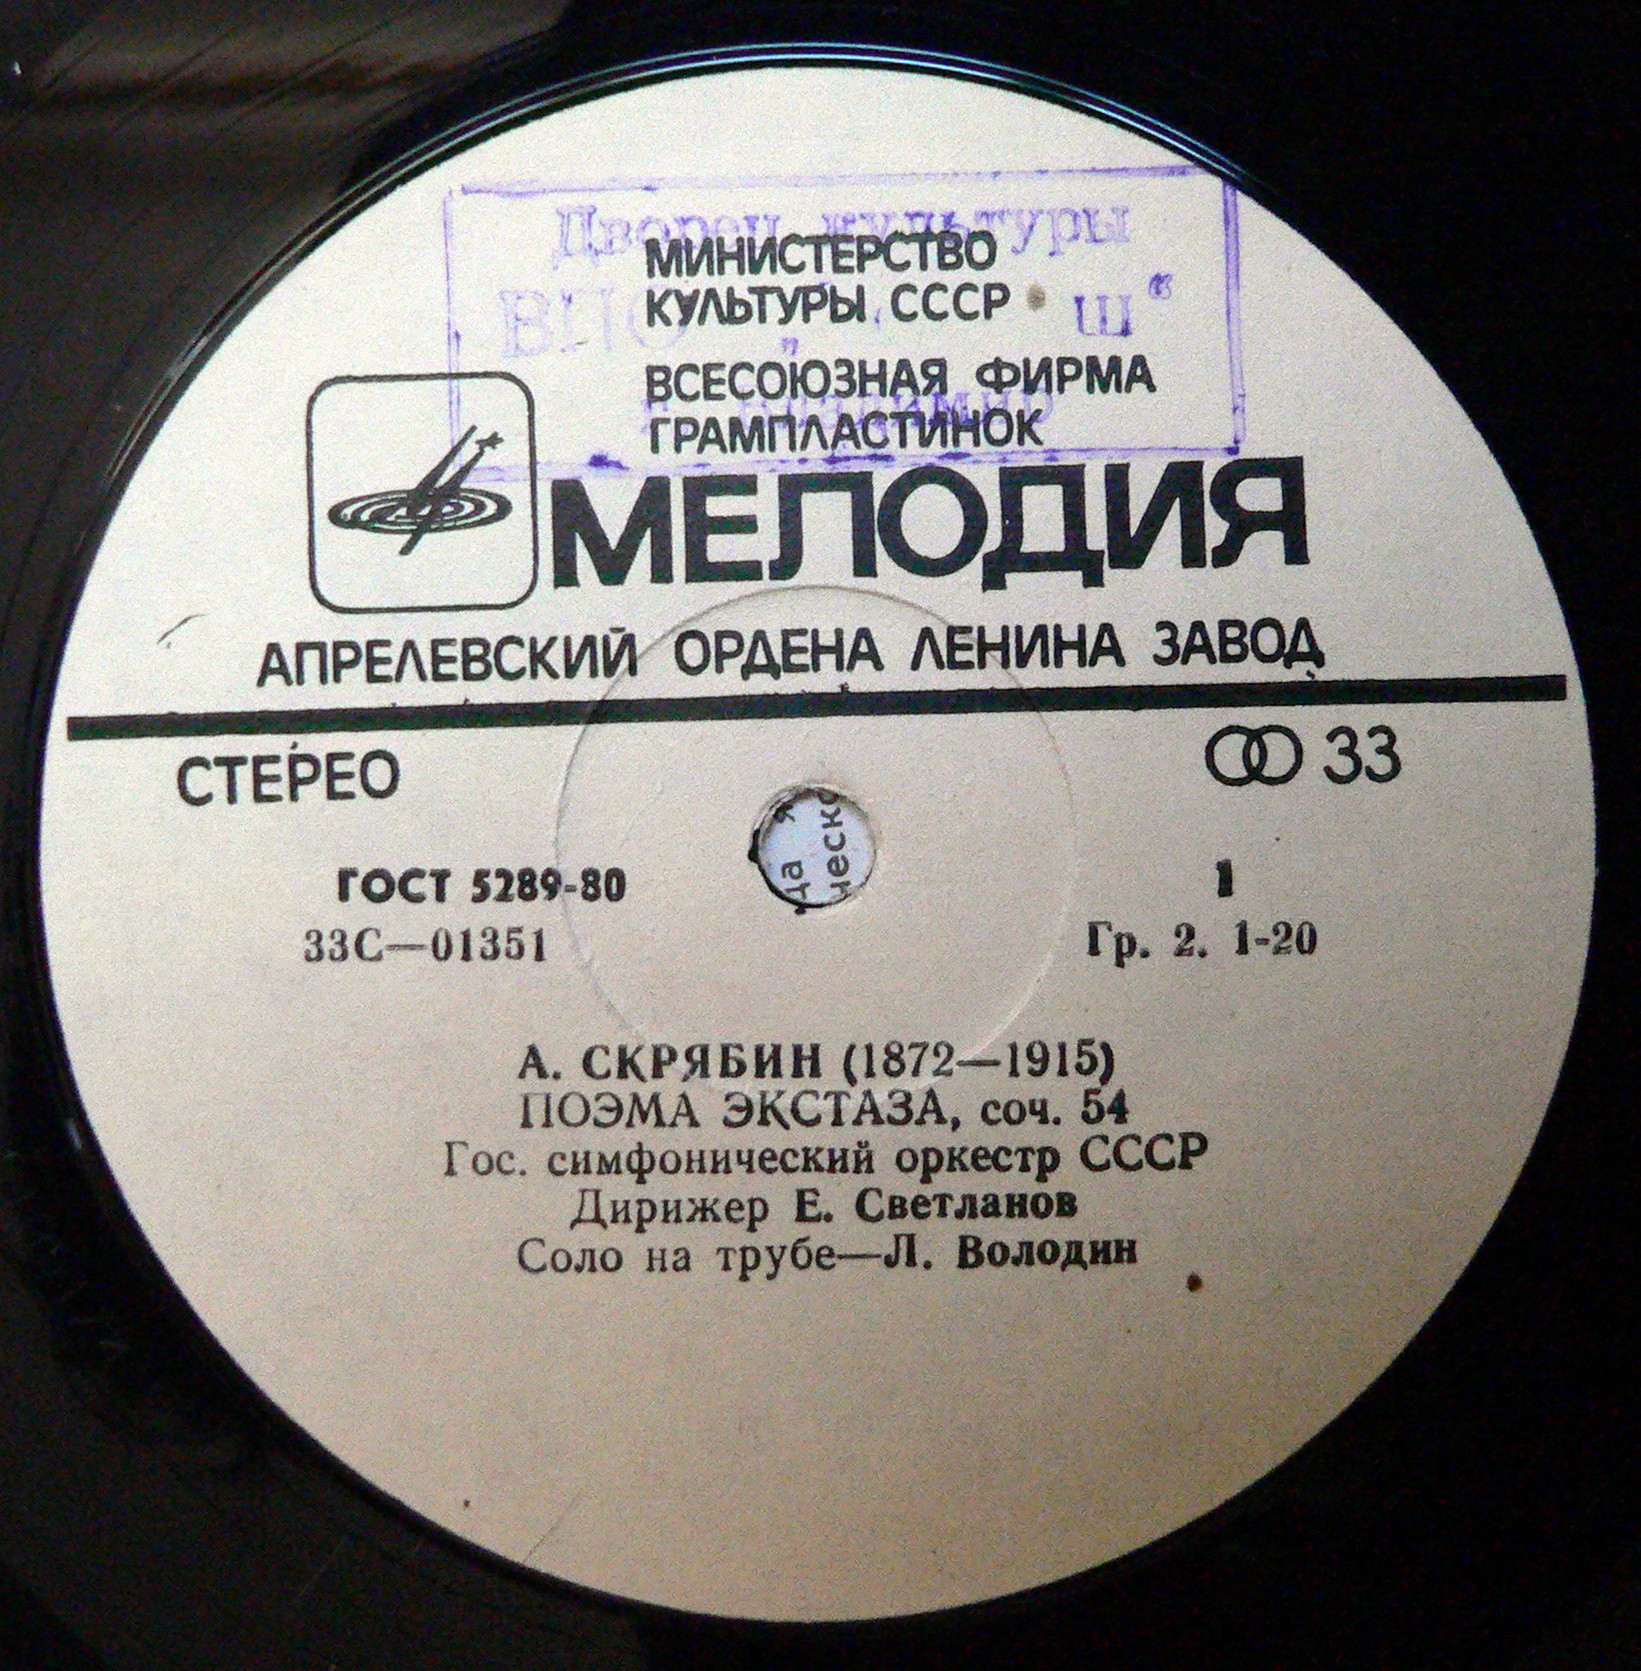 Дворец культуры
МИНИСТЕРСТВО
КУЛЬТУРЫ СССР
ВСЕСОЮЗНАЯ ФИРМА
ГРАМПЛАСТИНОК
МЕЛОДИЯ
АПРЕЛЕВСКИЙ ОРДЕНА ЛЕНИНА ЗАВОД
СТЕРЕО
33
ГОСТ 5289-80
1
33С—01351
Гр. 2. 1-20
А. СКРЯБИН (1872—1915)
ПОЭМА ЭКСТАЗА, соч. 54
Гос. симфонический оркестр СССР
Дирижер Е. Светланов
Соло на трубе—Л. Володин